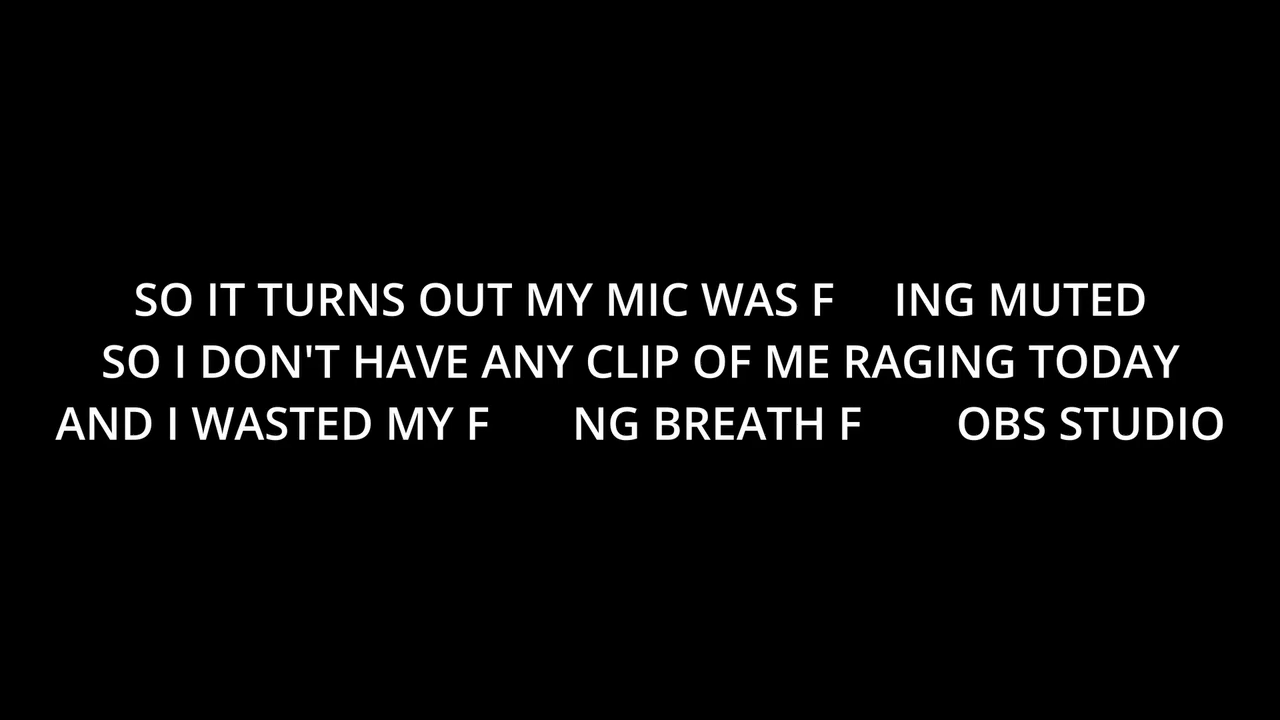 SO IT TURNS OUT MY MIC WAS F ING MUTED
SO I DON'T HAVE ANY CLIP OF ME RAGING TODAY
AND I WASTED MY F NG BREATH F OBS STUDIO